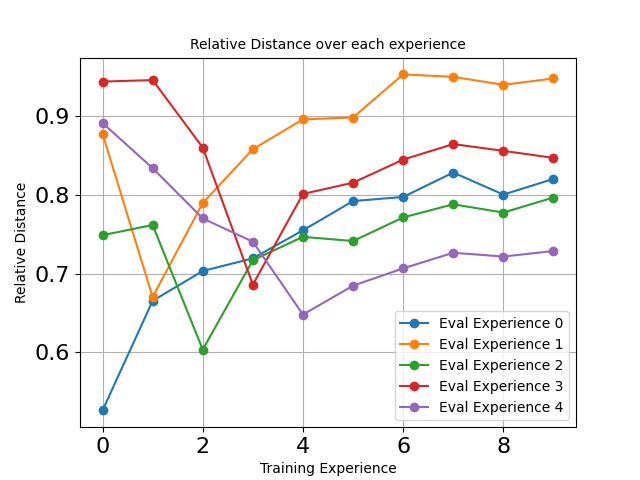 Relative Distance over each experience
0.9
0.8
0.7
0.6
Relative Distance
Eval Experience 0
Eval Experience 1
Eval Experience 2
Eval Experience 3
Eval Experience 4
0 2 4 6 8
Training Experience